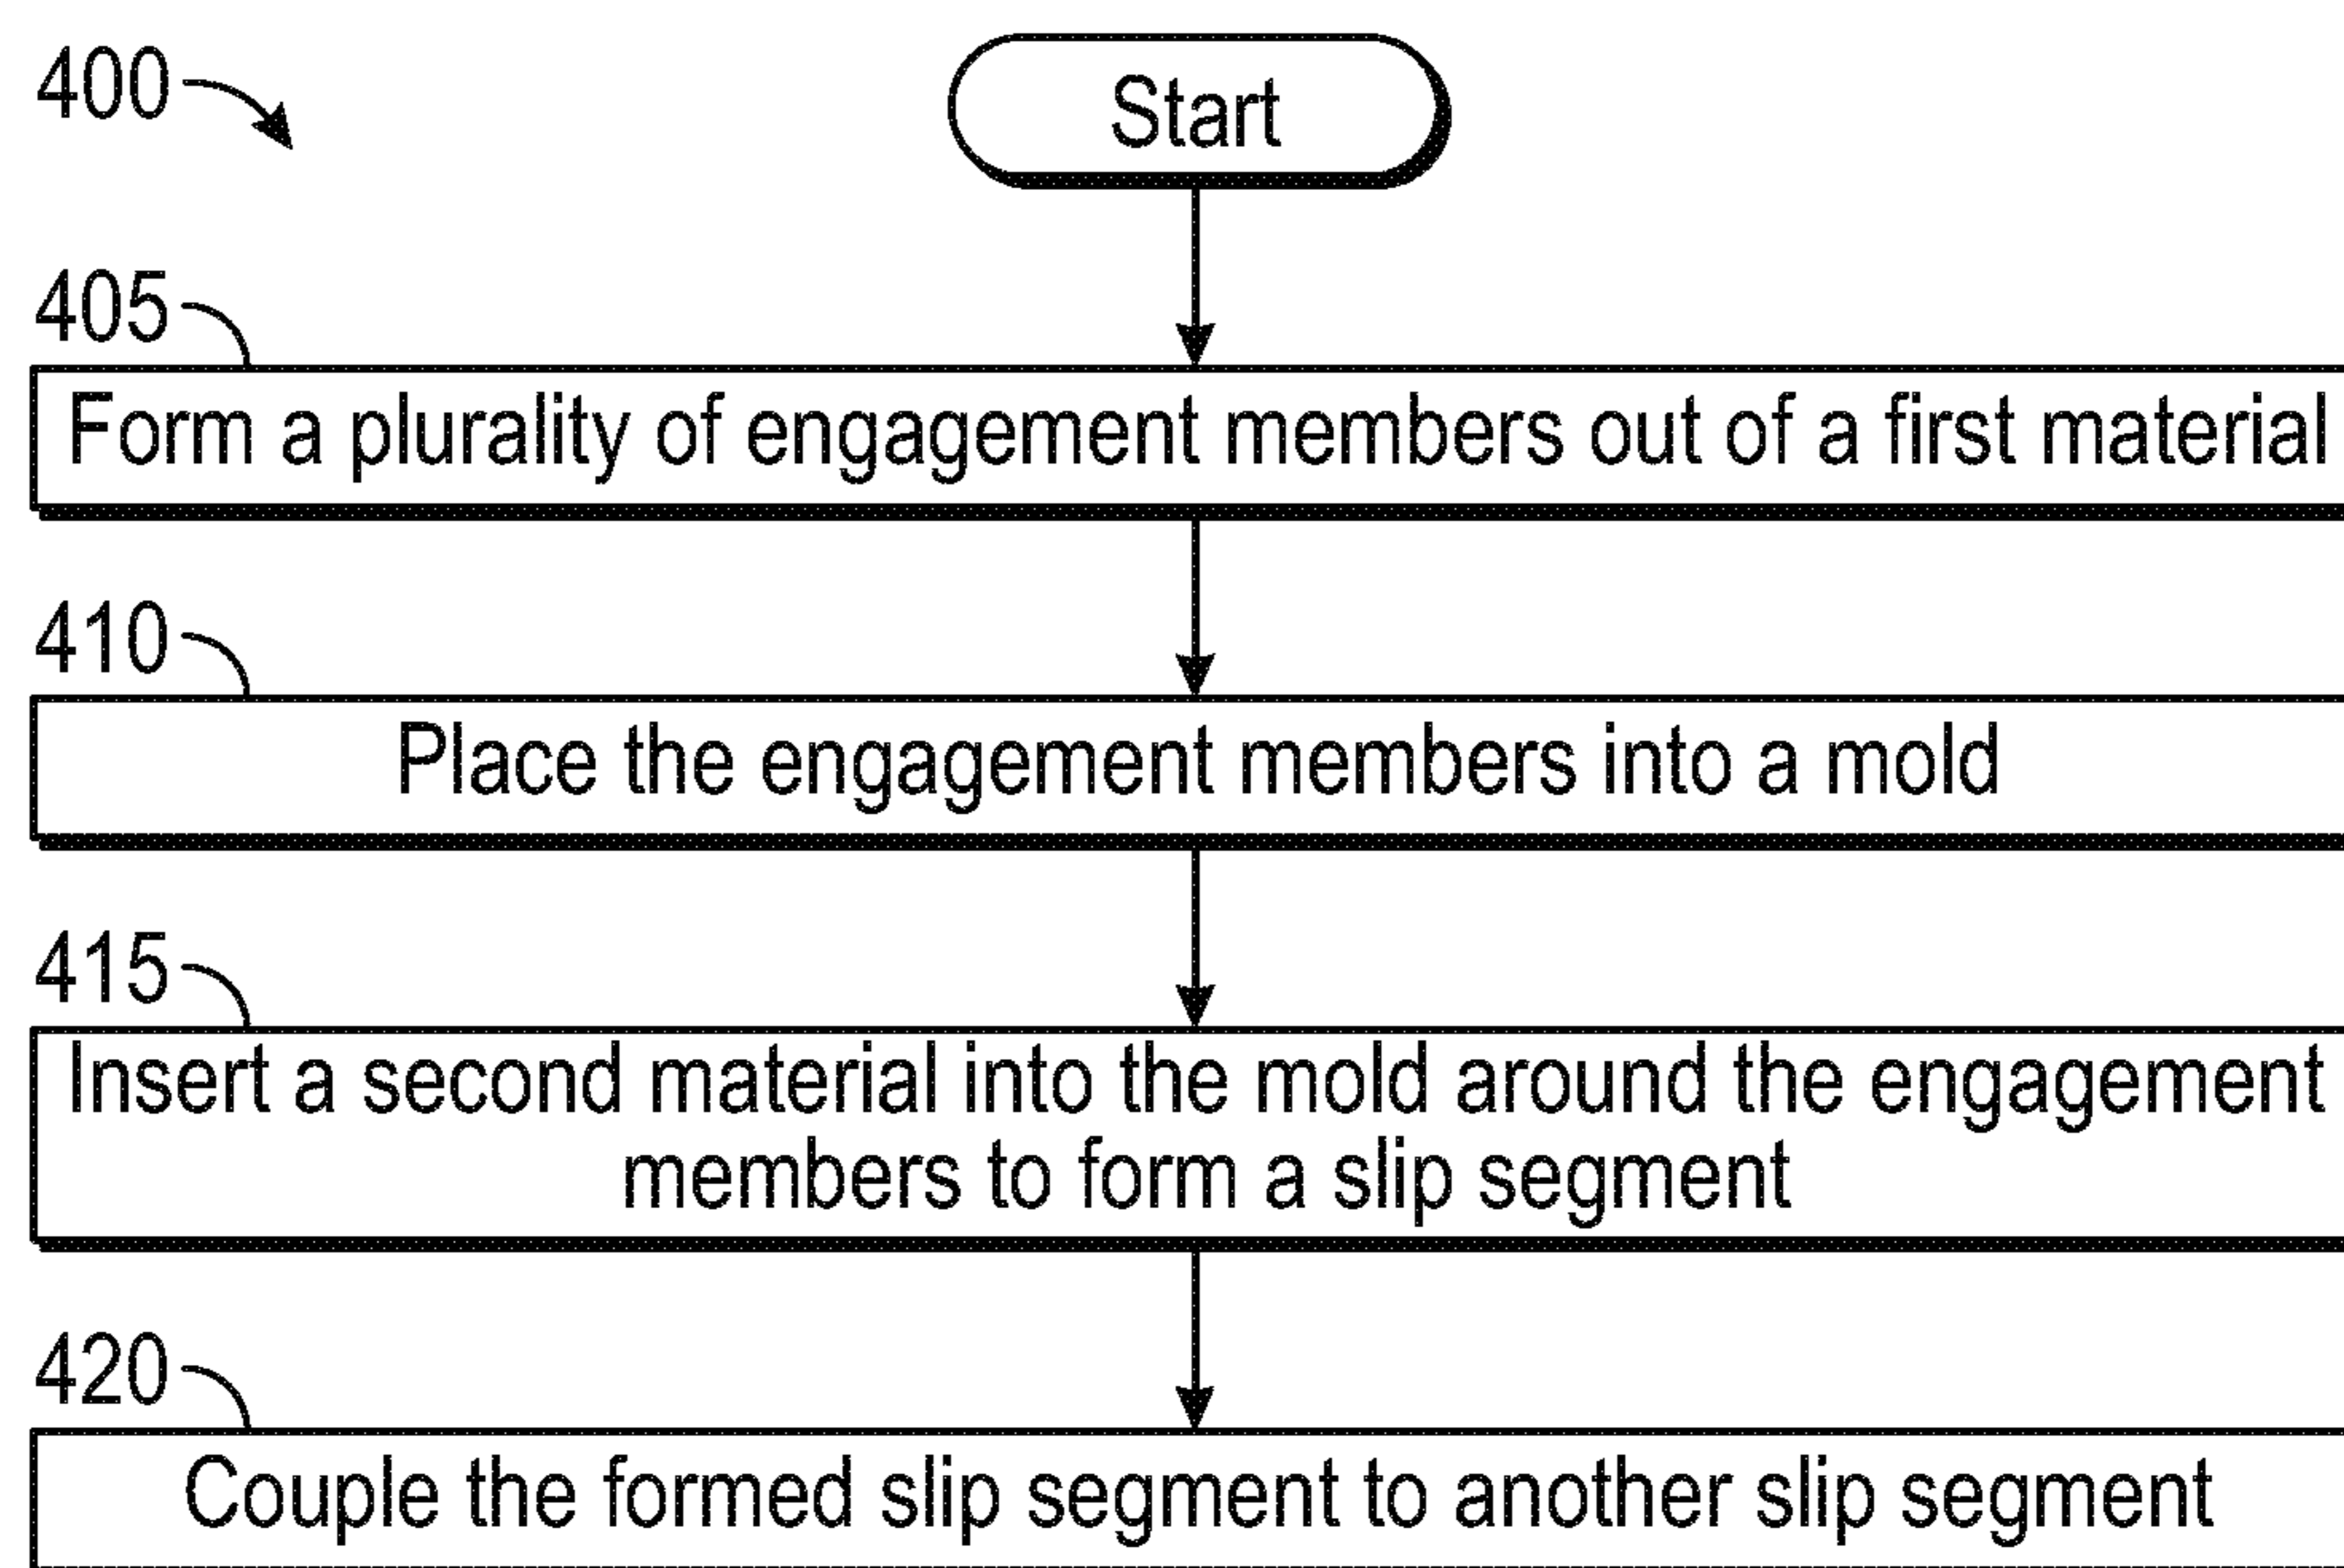 400
Start
405
Form a plurality of engagement members out of a first material
410
Place the engagement members into a mold
415
Insert a second material into the mold around the engagement
members to form a slip segment
420
Couple the formed slip segment to another slip segment